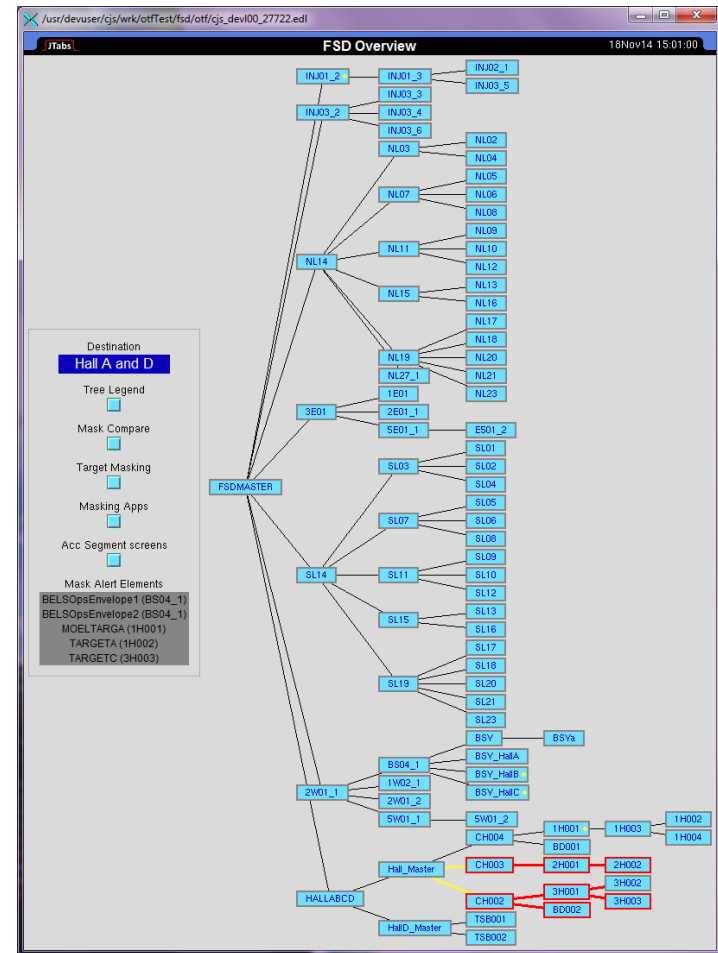 /usr/devuser/cjs/wrk/otfTest/fsd/otf/cjs_devl00_27722.edl
JTabs
FSD Overview
18Nov14 15:01:00
INJ01_2
INJ01_3
INJ02_1
INJ03_5
INJ03_2
INJ03_3
INJ03_4
INJ03_6
NL14
NL03
NL02
NL04
NL07
NL05
NL06
NL08
NL11
NL09
NL10
NL12
NL15
NL13
NL16
NL19
NL17
NL18
NL20
NL21
NL23
NL27_1
Destination
Hall A and D
Tree Legend
Mask Compare
Target Masking
Masking Apps
Acc Segment screens
Mask Alert Elements
BELSOpsEnvelope1 (BS04_1)
BELSOpsEnvelope2 (BS04_1)
MOELTARGA (1H001)
TARGETA (1H002)
TARGETC (3H003)
FSDMASTER
3E01
1E01
2E01_1
5E01_1
E501_2
SL14
SL03
SL01
SL02
SL04
SL07
SL05
SL06
SL08
SL11
SL09
SL10
SL12
SL15
SL13
SL16
SL19
SL17
SL18
SL20
SL21
SL23
2W01_1
BS04_1
BSY
BSYa
BSY_HallA
BSY_HallB
BSY_HallC
1W02_1
2W01_2
5W01_1
5W01_2
HALLABCD
Hall_Master
CH004
1H001
1H003
1H002
1H004
BD001
CH003
2H001
2H002
CH002
3H001
3H002
3H003
BD002
HallD_Master
TSB001
TSB002